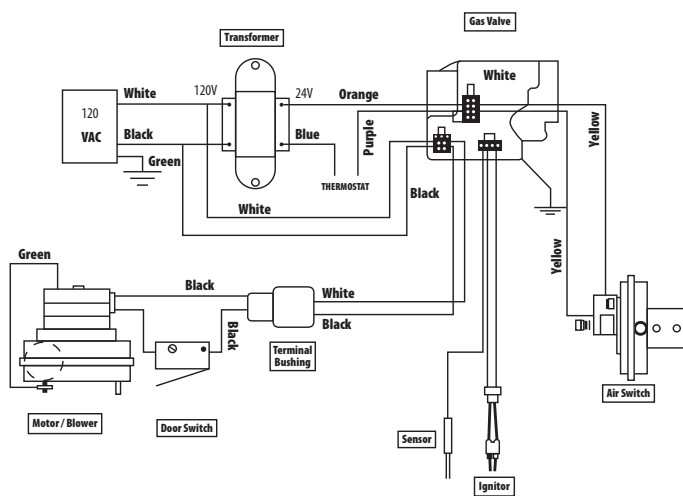 Gas Valve
Transformer
White
120V
24V
Orange
White
120
VAC
Black
Blue
Purple
Yellow
Green
THERMOSTAT
Black
White
Green
Yellow
Black
White
Black
Black
Terminal
Bushing
Motor / Blower
Door Switch
Air Switch
Sensor
Ignitor